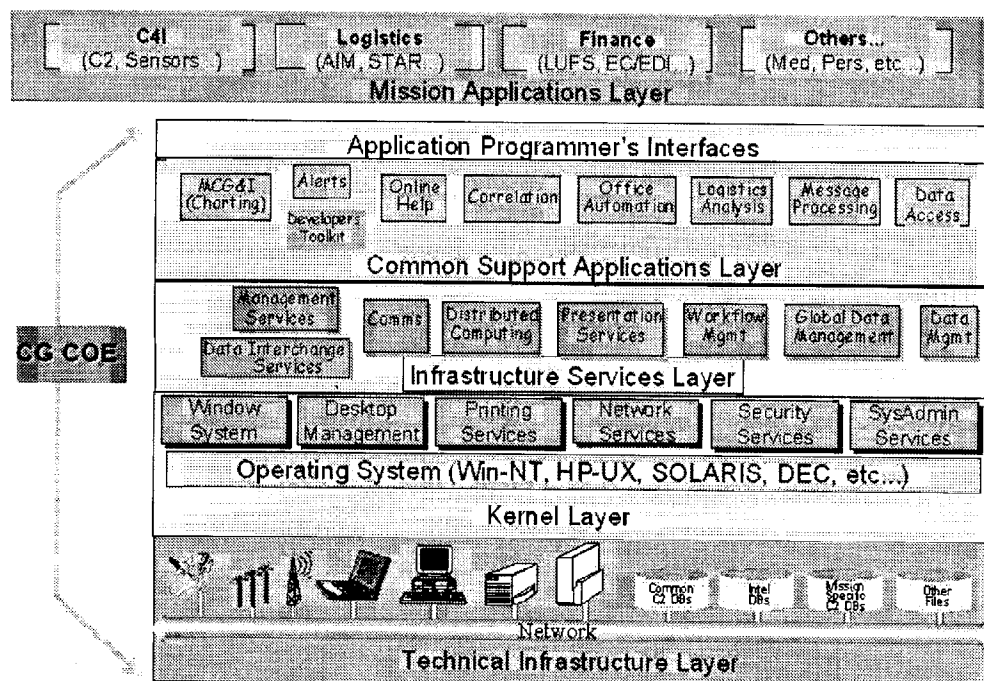 C4I
(C2, Sensors..)
Logistics
(AIM, STAR..)
Finance
(LUFS, EC/EDI,..)
Others...
(Med, Pers, etc...)
Mission Applications Layer
Application Programmer's Interfaces
MCG&I
(Charting)
Alerts
Developers
Toolkit
Online
Help
Correlation
Office
Automation
Logistics
Analysis
Message
Processing
Data
Access
Common Support Applications Layer
Management
Services
Data Interchange
Services
Comms
Distributed
Computing
Presentation
Services
Workflow
Mgmt
Global Data
Management
Data
Mgmt
CG COE
Infrastructure Services Layer
Window
System
Desktop
Management
Printing
Services
Network
Services
Security
Services
SysAdmin
Services
Operating System (Win-NT, HP-UX, SOLARIS, DEC, etc...)
Kernel Layer
Common
C2 DBs
Intel
DBs
Mission
Specific
C2 DBs
Other
Files
Network
Technical Infrastructure Layer